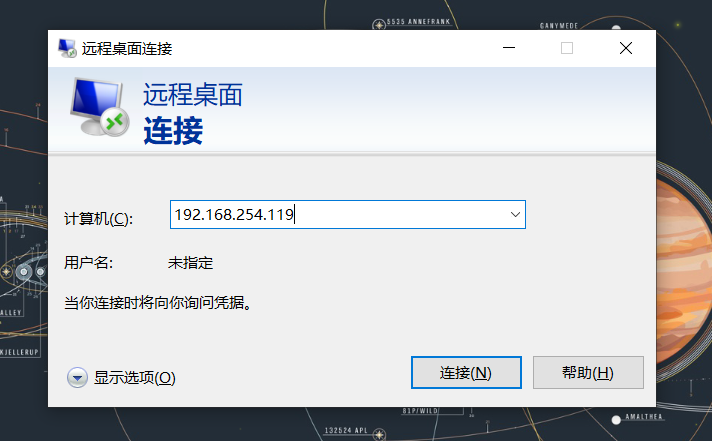 5535 ANNEFRANK
GANYMEDE
远程桌面连接
远程桌面
连接
计算机(C):
192.168.254.119
用户名:
未指定
当你连接时将向你询问凭据。
ALLEY
KJELLERUP
显示选项(O)
连接(N)
帮助(H)
81P/WILD
AMALTHEA
132524 APL